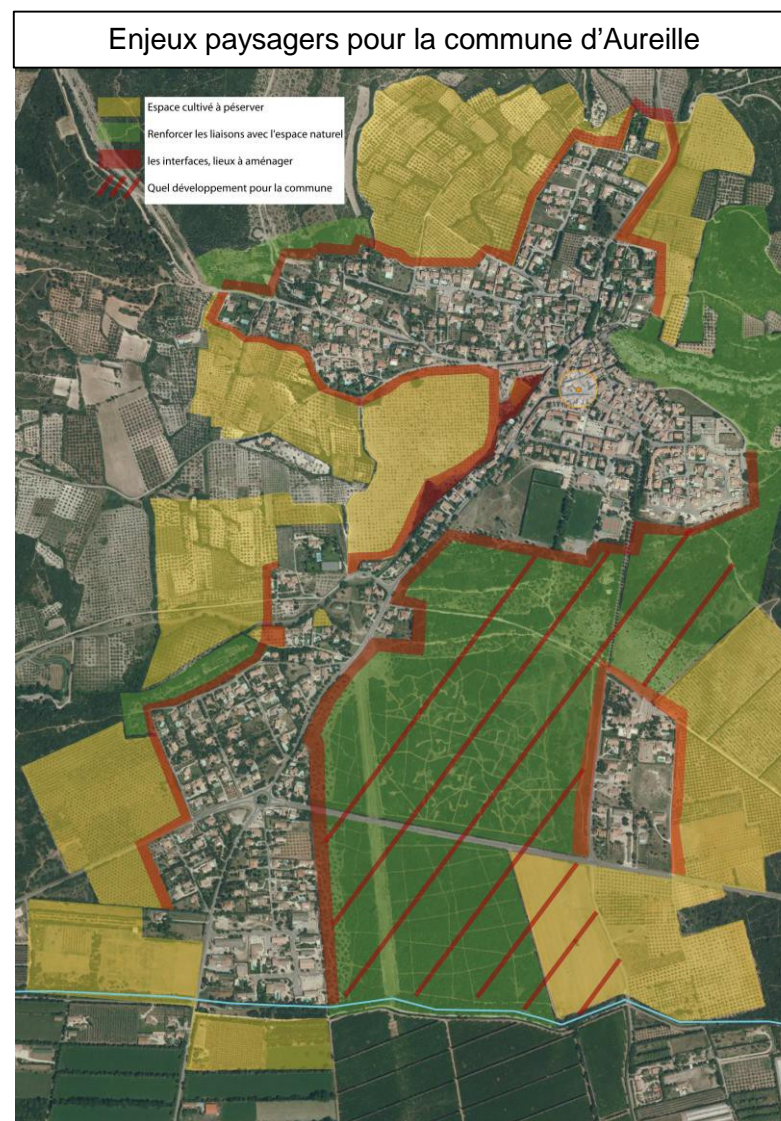 Enjeux paysagers pour la commune d'Aureille
Espace cultivé à péserver
Renforcer les liaisons avec l'espace naturel
les interfaces, lieux à aménager
Quel développement pour la commune